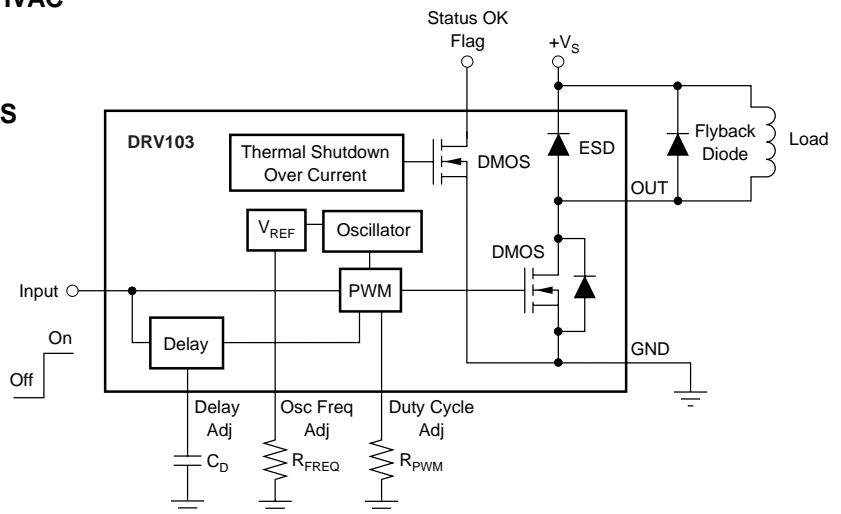 HVAC
S
Status OK
Flag
+VS
DRV103
Thermal Shutdown
Over Current
DMOS
ESD
Flyback
Diode
Load
OUT
VREF
Oscillator
DMOS
Input
PWM
On
Off
Delay
GND
Delay
Adj
Osc Freq
Adj
Duty Cycle
Adj
CD
RFREQ
RPWM